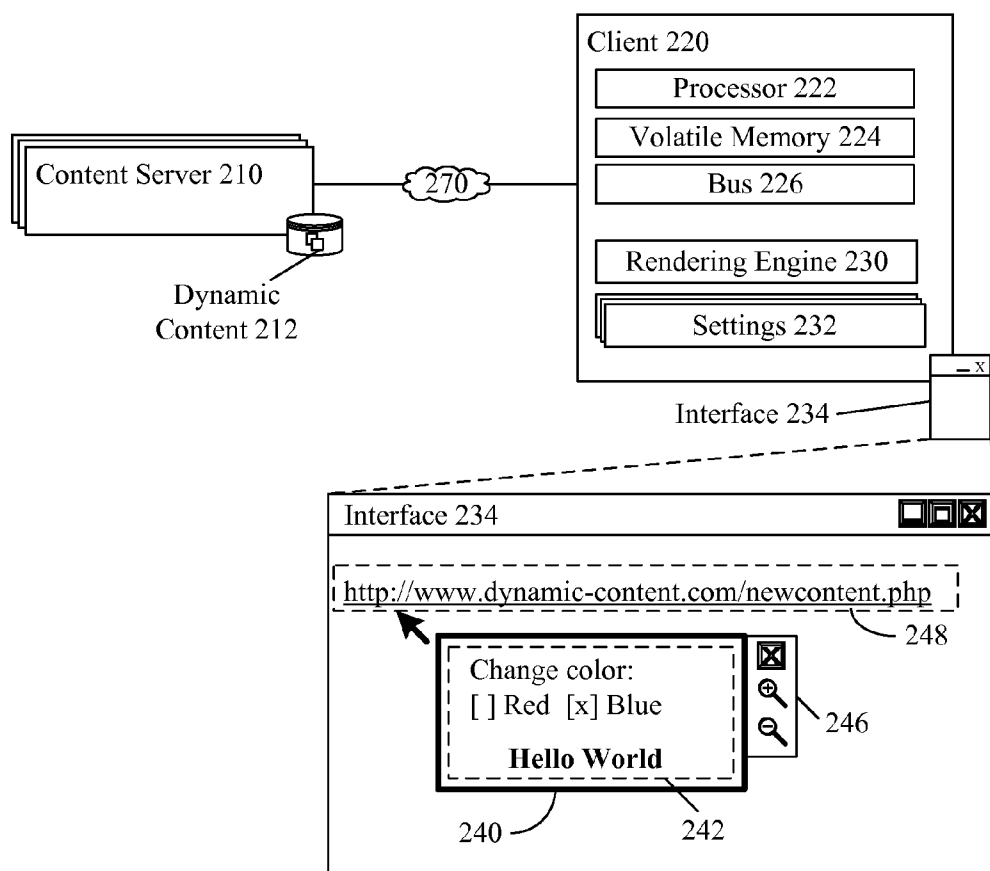 Client 220
Processor 222
Volatile Memory 224
Bus 226
Rendering Engine 230
Settings 232
Content Server 210
270
Dynamic
Content 212
_ x
Interface 234
Interface 234
http://www.dynamic-content.com/newcontent.php
248
Change color:
[ ] Red [x] Blue
Hello World
246
240
242